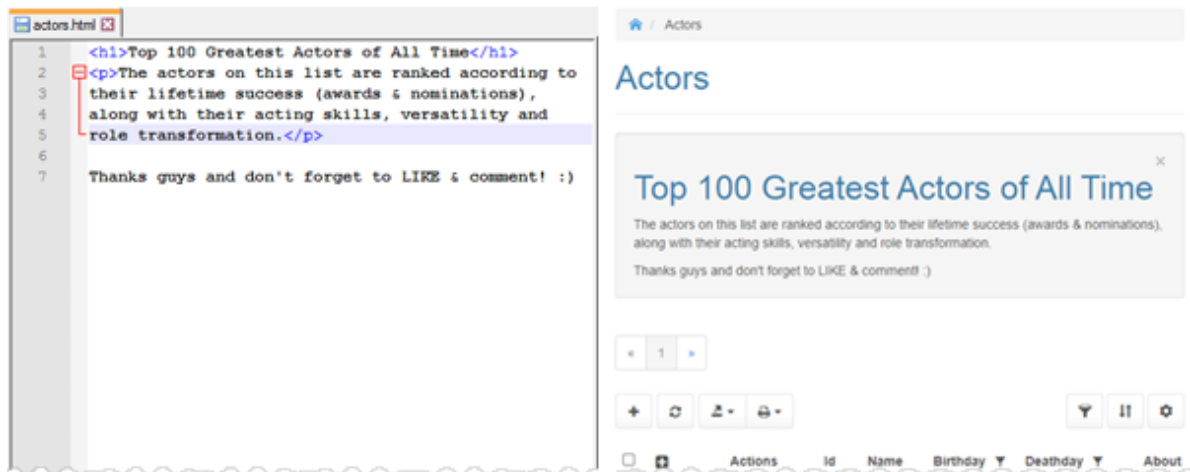 actors.html
1 <h1>Top 100 Greatest Actors of All Time</h1>
2 <p>The actors on this list are ranked according to
3 their lifetime success (awards & nominations),
4 along with their acting skills, versatility and
5 role transformation.</p>
6
7 Thanks guys and don't forget to LIKE & comment! :)
/ Actors
Actors
×
Top 100 Greatest Actors of All Time
The actors on this list are ranked according to their lifetime success (awards & nominations),
along with their acting skills, versatility and role transformation.
Thanks guys and don't forget to LIKE & comment! :)
« 1 »
Actions Id Name Birthday Deathday About